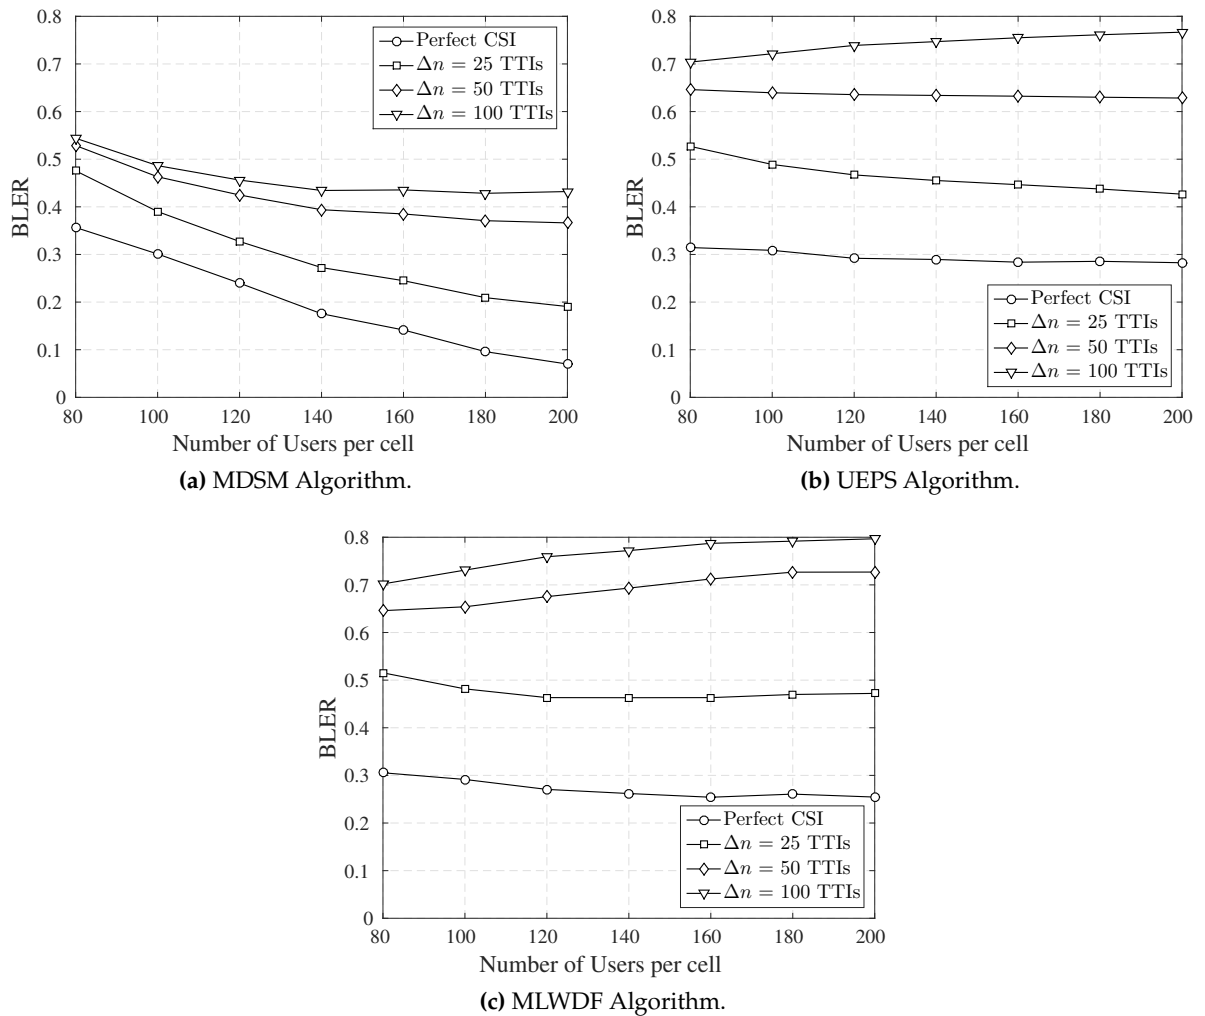 0.8
0.7
0.6
0.5
0.4
0.3
0.2
0.1
0
BLER
Perfect CSI
Δn = 25 TTIs
Δn = 50 TTIs
Δn = 100 TTIs
80 100 120 140 160 180 200
Number of Users per cell
(a) MDSM Algorithm.
0.8
0.7
0.6
0.5
0.4
0.3
0.2
0.1
0
BLER
Perfect CSI
Δn = 25 TTIs
Δn = 50 TTIs
Δn = 100 TTIs
80 100 120 140 160 180 200
Number of Users per cell
(b) UEPS Algorithm.
0.8
0.7
0.6
0.5
0.4
0.3
0.2
0.1
0
BLER
Perfect CSI
Δn = 25 TTIs
Δn = 50 TTIs
Δn = 100 TTIs
80 100 120 140 160 180 200
Number of Users per cell
(c) MLWDF Algorithm.